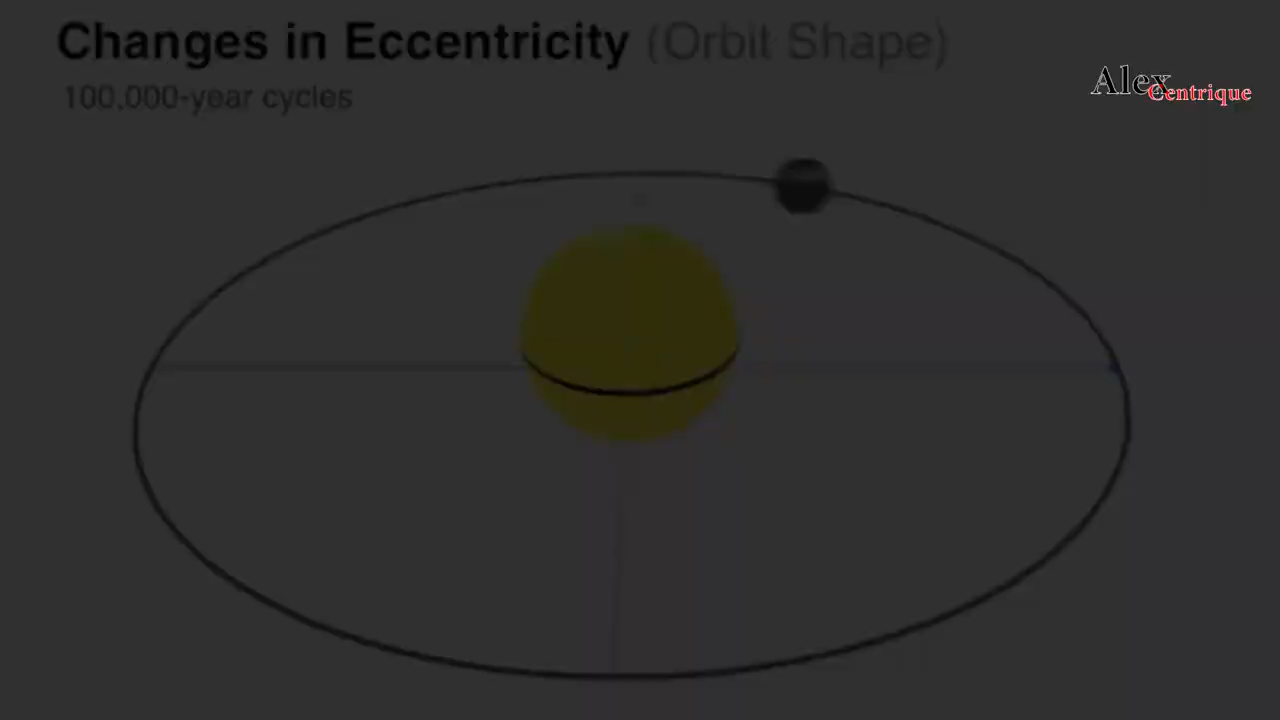 Changes in Eccentricity (Orbit Shape)
100,000-year cycles
Alex
Centrique